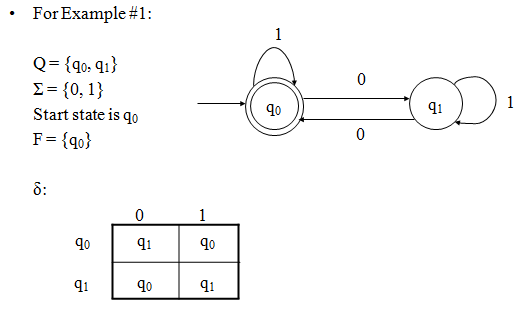 • For Example #1:
Q = {q0, q1}
Σ = {0, 1}
Start state is q0
F = {q0}
1
0
q0
q1
1
0
δ:
0 1
q0 q1 q0
q1 q0 q1